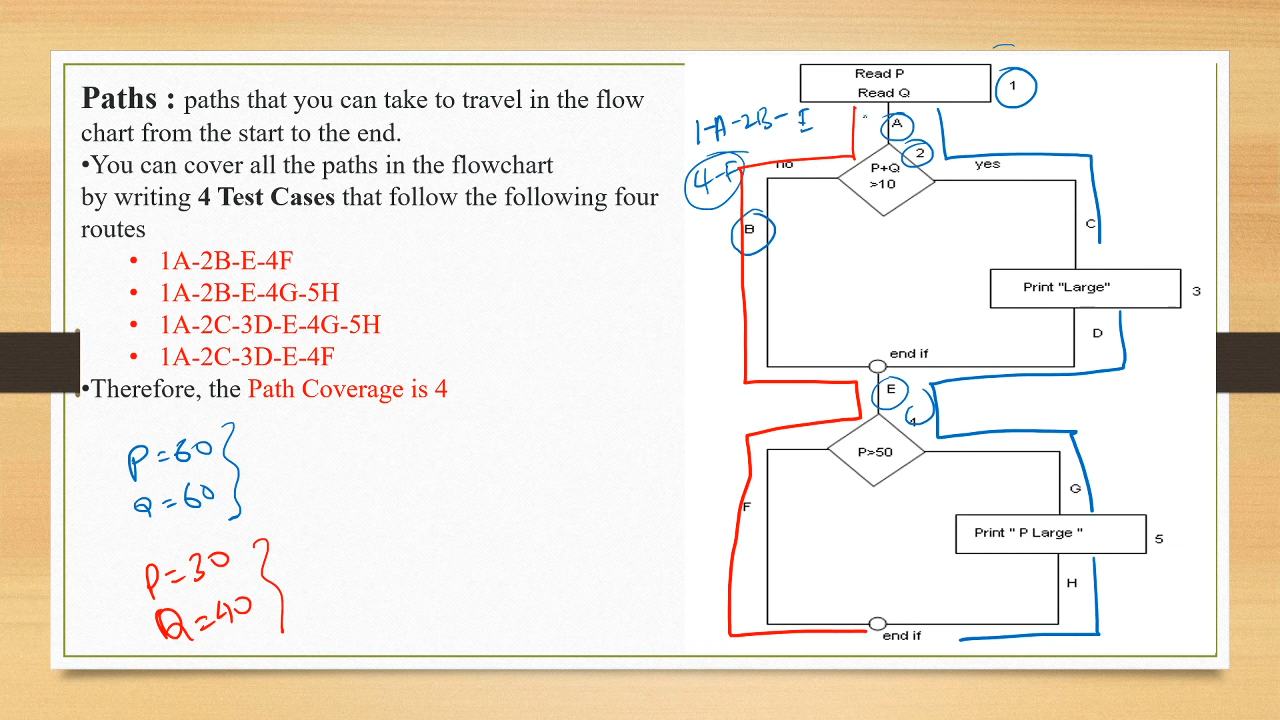 Paths : paths that you can take to travel in the flow
chart from the start to the end.
•You can cover all the paths in the flowchart
by writing 4 Test Cases that follow the following four
routes
• 1A-2B-E-4F
• 1A-2B-E-4G-5H
• 1A-2C-3D-E-4G-5H
• 1A-2C-3D-E-4F
•Therefore, the Path Coverage is 4
P=60
Q=60
P=30
Q=40
Read P
Read Q
1
1-A-2B-E
A
4-F
2
no
P+Q
>10
yes
B
C
Print "Large"
3
D
end if
E
4
P>50
F
G
Print " P Large "
5
H
end if